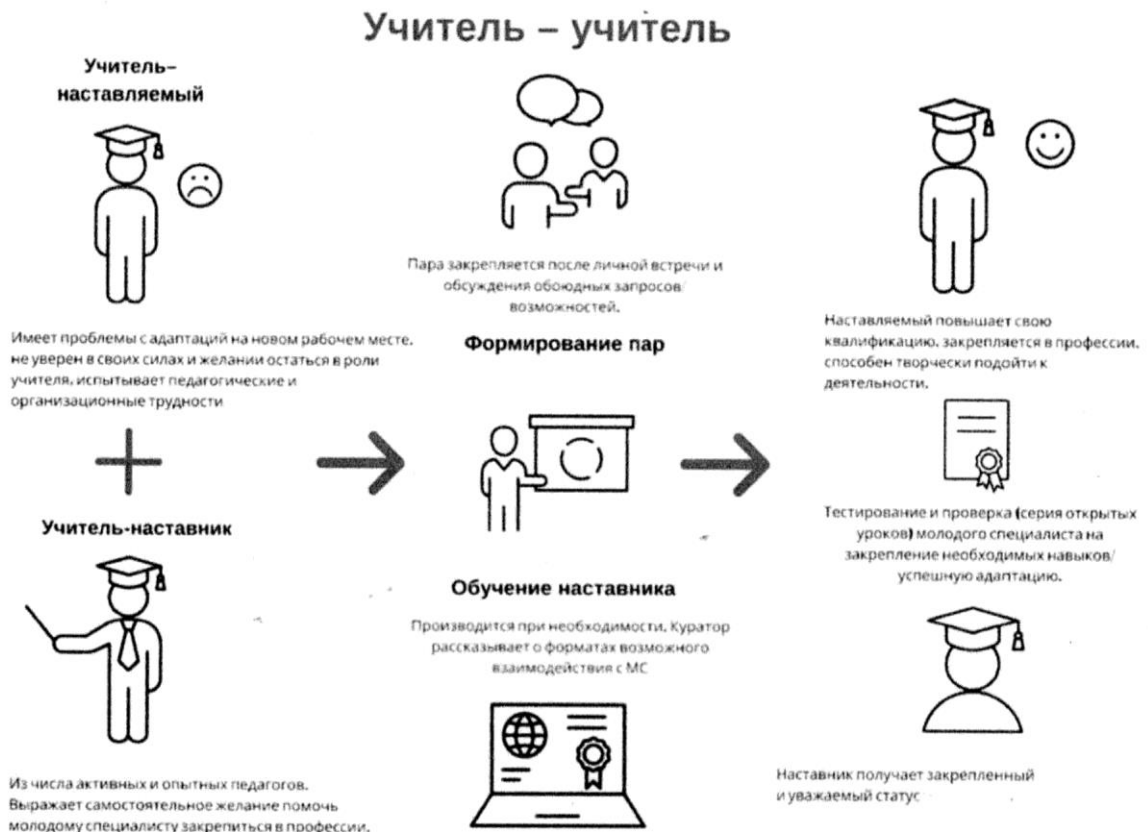 Учитель – учитель
Учитель–
наставляемый
Имеет проблемы с адаптаций на новом рабочем месте.
не уверен в своих силах и желании остаться в роли
учителя, испытывает педагогические и
организационные трудности
Учитель-наставник
Из числа активных и опытных педагогов.
Выражает самостоятельное желание помочь
молодому специалисту закрепиться в профессии.
Пара закрепляется после личной встречи и
обсуждения обоюдных запросов/
возможностей.
Формирование пар
Обучение наставника
Производится при необходимости. Куратор
рассказывает о форматах возможного
взаимодействия с МС
Наставляемый повышает свою
квалификацию, закрепляется в профессии.
способен творчески подойти к
деятельности.
Тестирование и проверка (серия открытых
уроков) молодого специалиста на
закрепление необходимых навыков/
успешную адаптацию.
Наставник получает закрепленный
и уважаемый статус